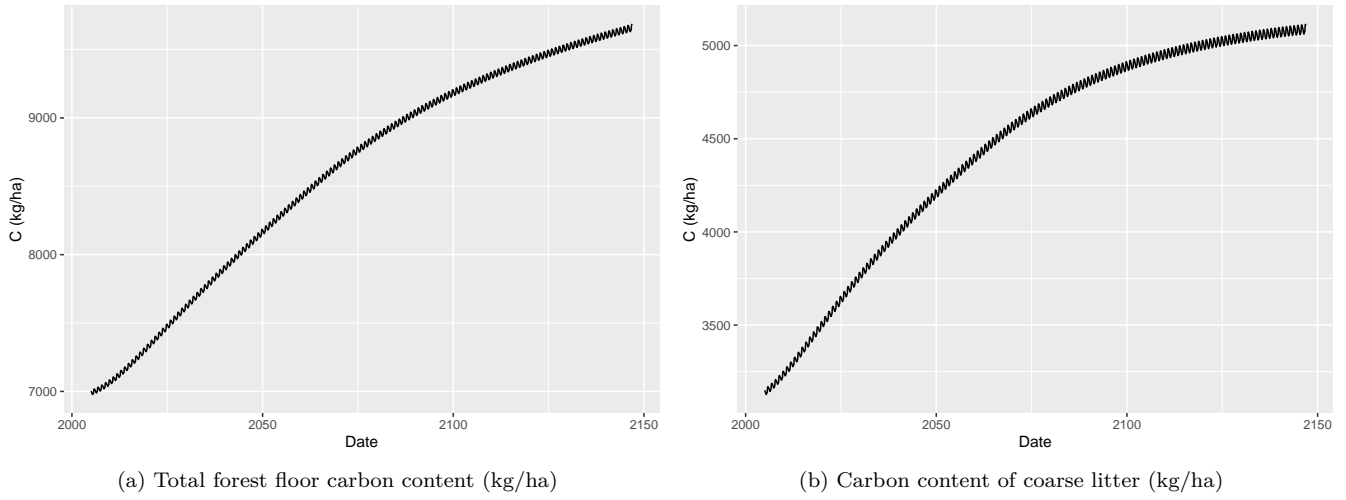 9000
8000
7000
C (kg/ha)
2000
2050
2100
2150
Date
(a) Total forest floor carbon content (kg/ha)
5000
4500
4000
3500
C (kg/ha)
2000
2050
2100
2150
Date
(b) Carbon content of coarse litter (kg/ha)